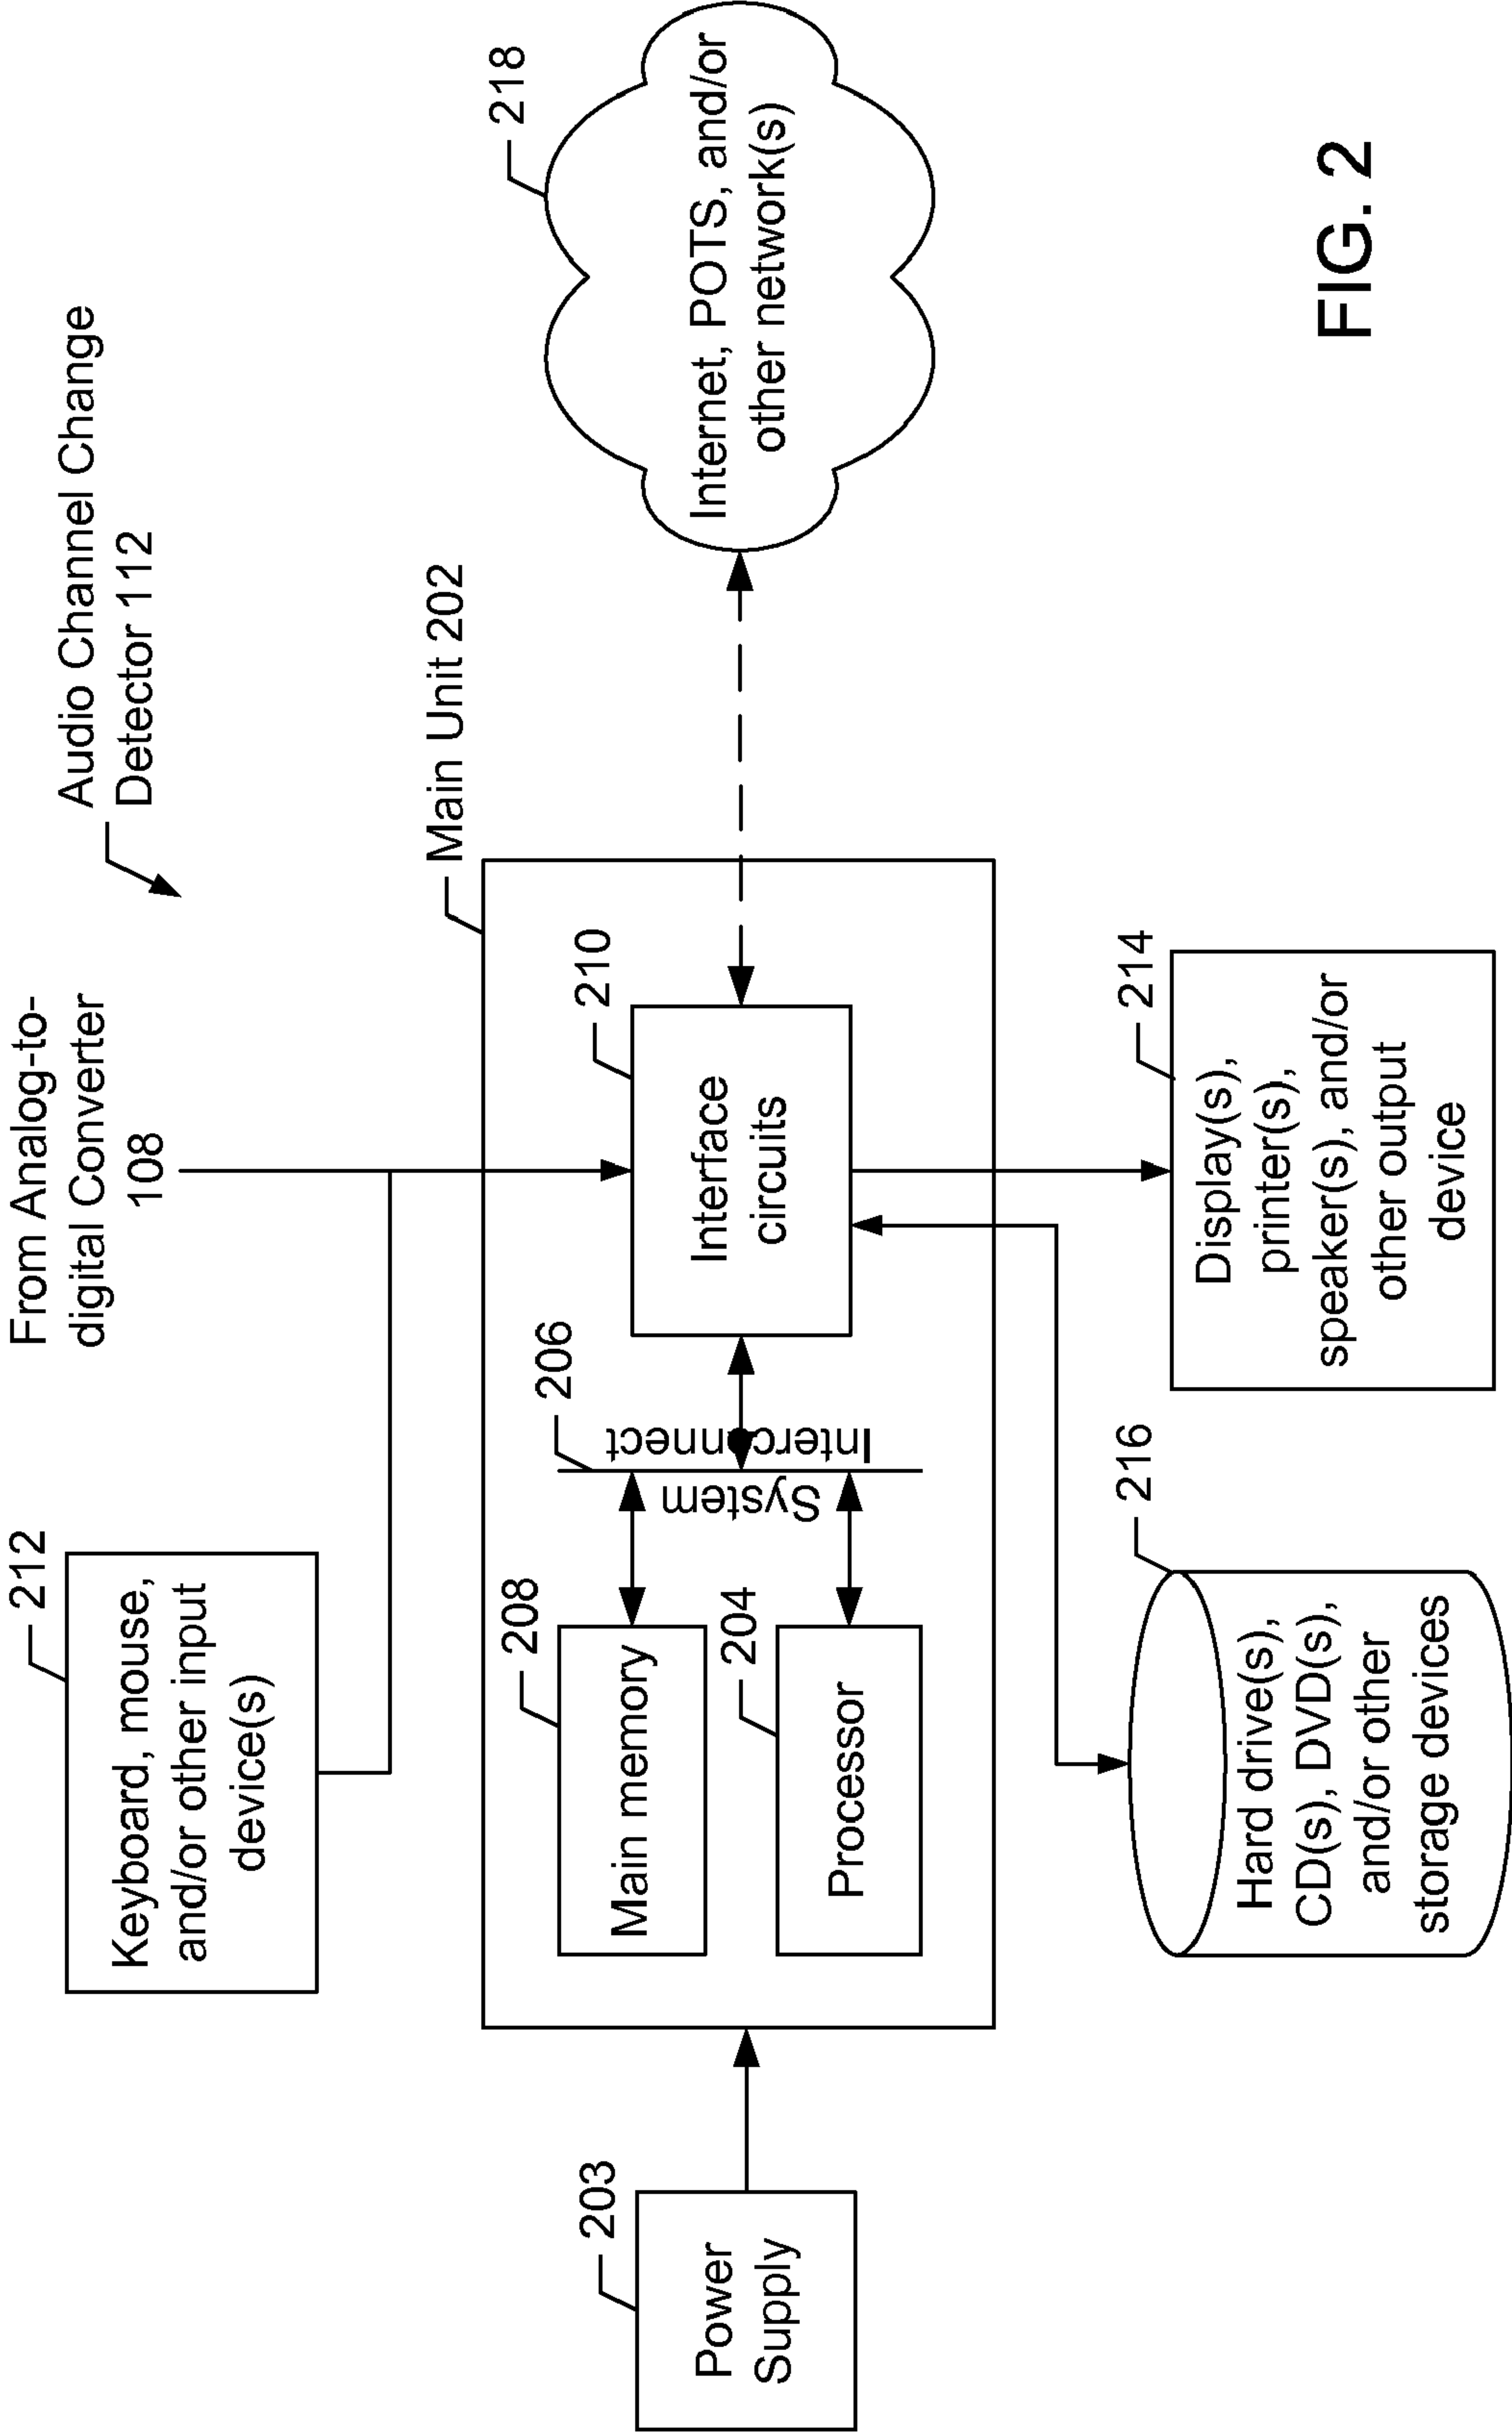 212
Keyboard, mouse,
and/or other input
device(s)
From Analog-to-
digital Converter
108
Audio Channel Change
Detector 112
Main Unit 202
203
Power
Supply
208
Main memory
204
Processor
206
System
Interconnect
210
Interface
circuits
218
Internet, POTS, and/or
other network(s)
216
Hard drive(s),
CD(s), DVD(s),
and/or other
storage devices
214
Display(s),
printer(s),
speaker(s), and/or
other output
device
FIG. 2